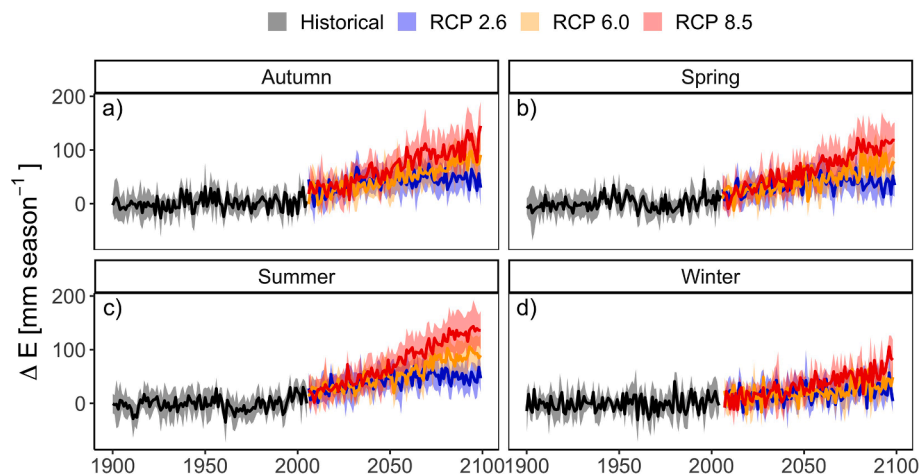 Historical RCP 2.6 RCP 6.0 RCP 8.5
Autumn Spring
a) b)
200
100
0
Summer Winter
c) d)
200
100
0
Δ E [mm season⁻¹]
1900 1950 2000 2050 2100 1900 1950 2000 2050 2100